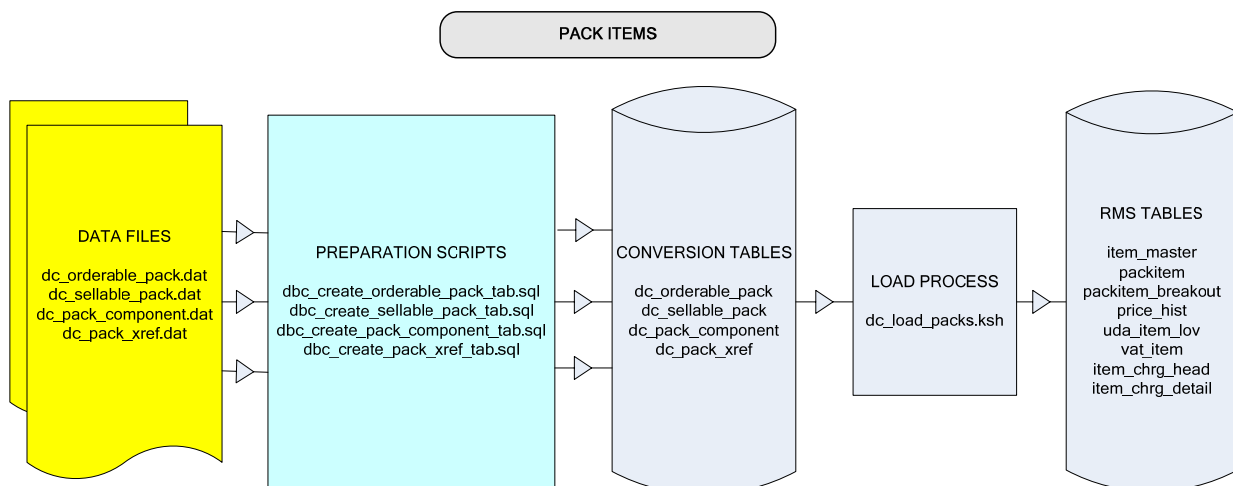 PACK ITEMS
DATA FILES
dc_orderable_pack.dat
dc_sellable_pack.dat
dc_pack_component.dat
dc_pack_xref.dat
PREPARATION SCRIPTS
dbc_create_orderable_pack_tab.sql
dbc_create_sellable_pack_tab.sql
dbc_create_pack_component_tab.sql
dbc_create_pack_xref_tab.sql
CONVERSION TABLES
dc_orderable_pack
dc_sellable_pack
dc_pack_component
dc_pack_xref
LOAD PROCESS
dc_load_packs.ksh
RMS TABLES
item_master
packitem
packitem_breakout
price_hist
uda_item_lov
vat_item
item_chrg_head
item_chrg_detail